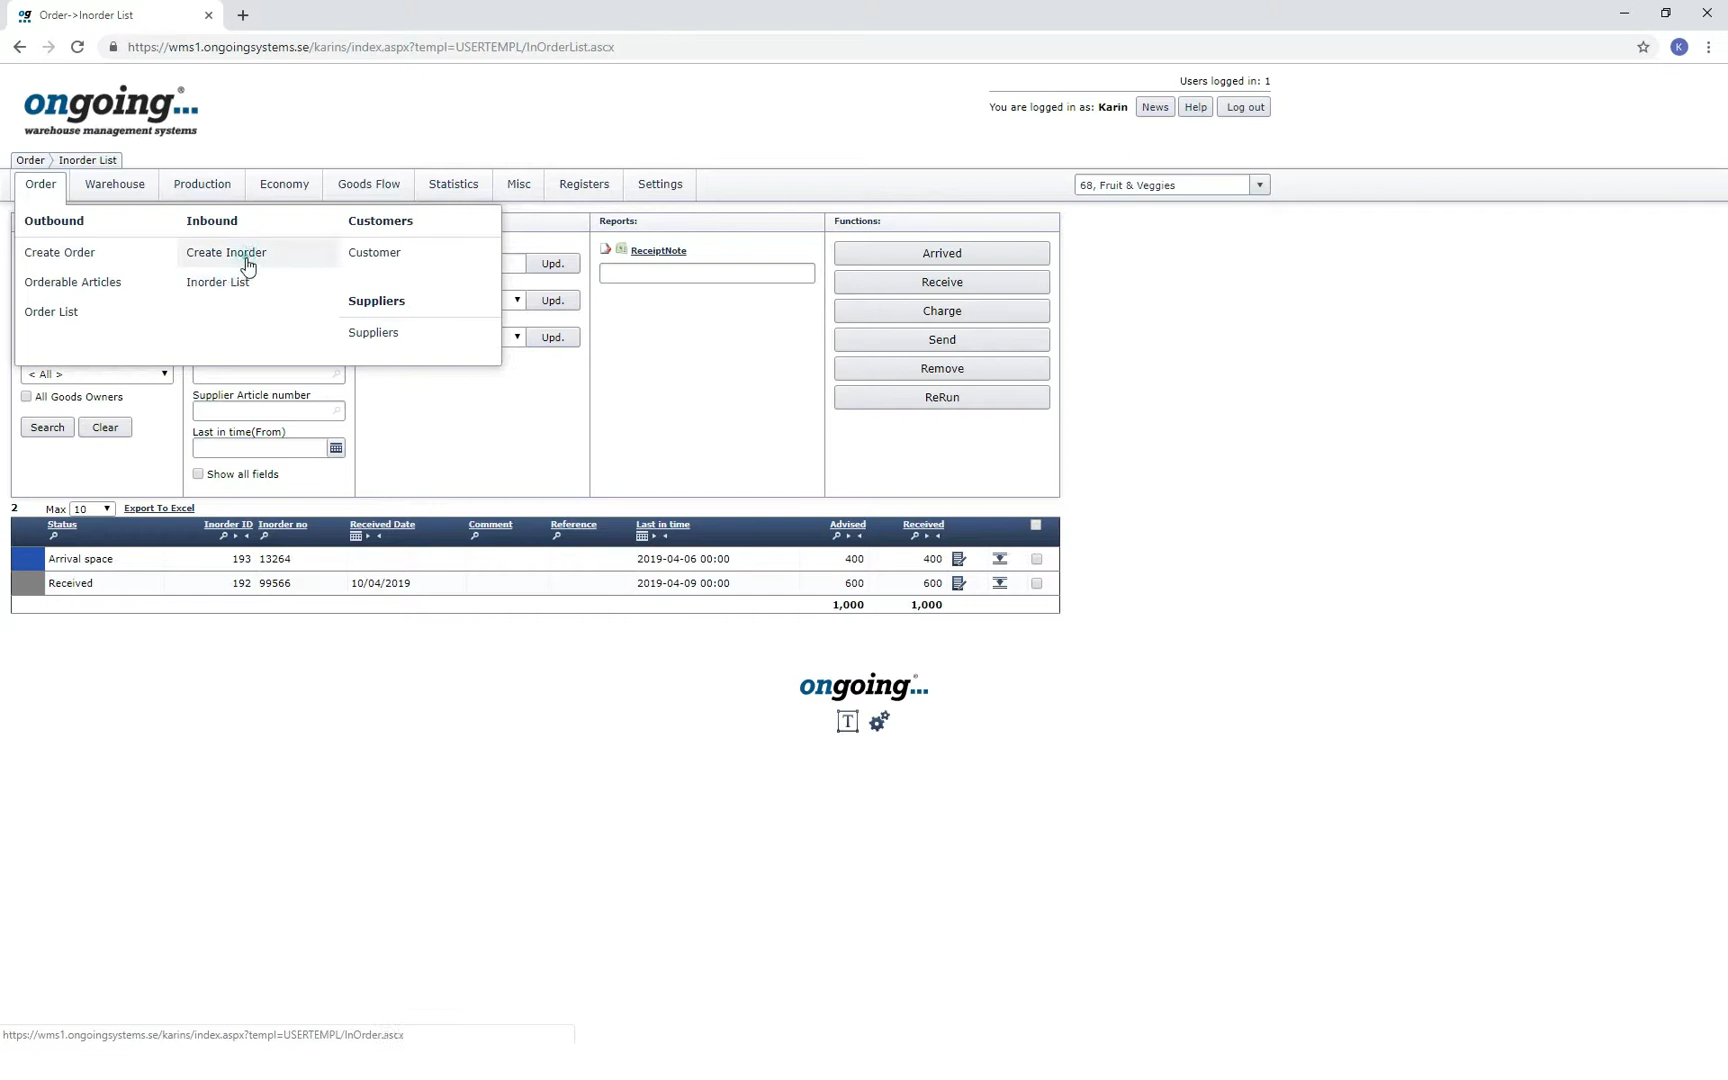 Order->Inorder List
https://wms1.ongoingsystems.se/karins/index.aspx?templ=USERTEMPL/InOrderList.ascx
K
Users logged in: 1
ongoing...®
warehouse management systems
You are logged in as: Karin News Help Log out
Order Inorder List
Order Warehouse Production Economy Goods Flow Statistics Misc Registers Settings 68, Fruit & Veggies
Outbound Inbound Customers Reports: Functions:
Create Order Create Inorder Customer ReceiptNote Arrived
Upd.
Orderable Articles Inorder List Receive
Suppliers Upd.
Order List Charge
Suppliers Upd. Send
< All > Remove
All Goods Owners Supplier Article number ReRun
Search Clear
Last in time(From)
Show all fields
2 Max 10 Export To Excel
Status Inorder ID Inorder no Received Date Comment Reference Last in time Advised Received
Arrival space 193 13264 2019-04-06 00:00 400 400
Received 192 99566 10/04/2019 2019-04-09 00:00 600 600
1,000 1,000
ongoing...®
T
https://wms1.ongoingsystems.se/karins/index.aspx?templ=USERTEMPL/InOrder.ascx